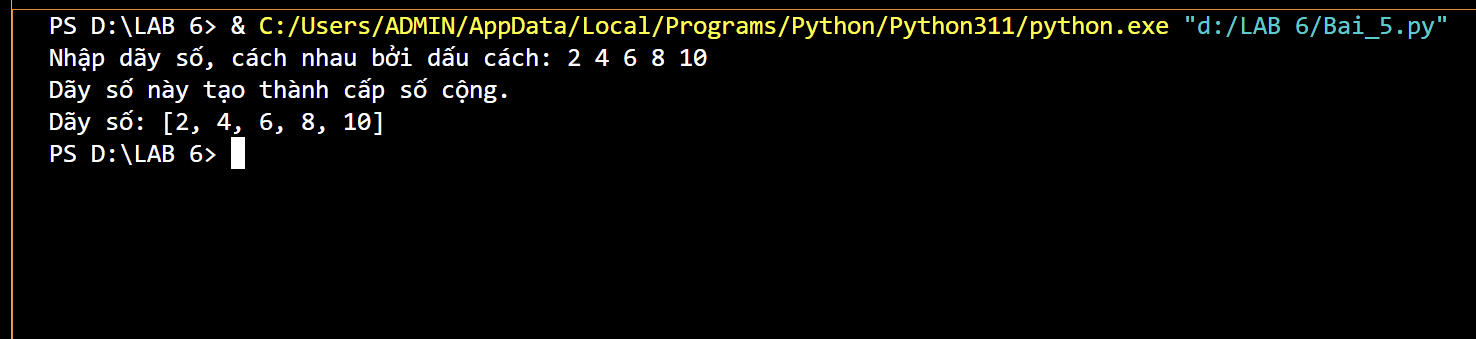 PS D:\LAB 6> & C:/Users/ADMIN/AppData/Local/Programs/Python/Python311/python.exe "d:/LAB 6/Bai_5.py"
Nhập dãy số, cách nhau bởi dấu cách: 2 4 6 8 10
Dãy số này tạo thành cấp số cộng.
Dãy số: [2, 4, 6, 8, 10]
PS D:\LAB 6>